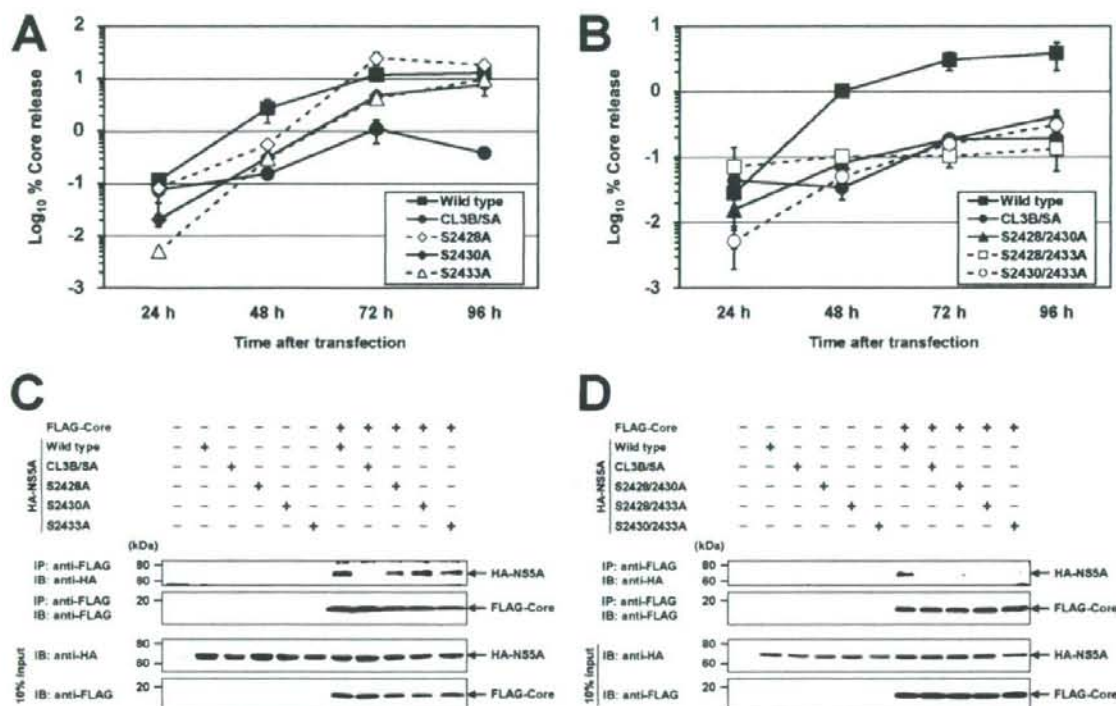 A
Log10 % Core release
2
1
0
-1
-2
-3
24 h 48 h 72 h 96 h
Time after transfection
Wild type
CL3B/SA
S2428A
S2430A
S2433A
B
Log10 % Core release
1
0
-1
-2
-3
24 h 48 h 72 h 96 h
Time after transfection
Wild type
CL3B/SA
S2428/2430A
S2428/2433A
S2430/2433A
C
FLAG-Core - - - - - - + + + + +
HA-NS5A
Wild type - + - - - - + - - - -
CL3B/SA - - + - - - - + - - -
S2428A - - - + - - - - + - -
S2430A - - - - + - - - - + -
S2433A - - - - - + - - - - +
(kDa)
IP: anti-FLAG
IB: anti-HA
80
60
HA-NS5A
IP: anti-FLAG
IB: anti-FLAG
20
FLAG-Core
10% input
IB: anti-HA
80
60
HA-NS5A
IB: anti-FLAG
20
FLAG-Core
D
FLAG-Core - - - - - - + + + + +
HA-NS5A
Wild type - + - - - - + - - - -
CL3B/SA - - + - - - - + - - -
S2428/2430A - - - + - - - - + - -
S2428/2433A - - - - + - - - - + -
S2430/2433A - - - - - + - - - - +
(kDa)
IP: anti-FLAG
IB: anti-HA
80
60
HA-NS5A
IP: anti-FLAG
IB: anti-FLAG
20
FLAG-Core
10% input
IB: anti-HA
80
60
HA-NS5A
IB: anti-FLAG
20
FLAG-Core